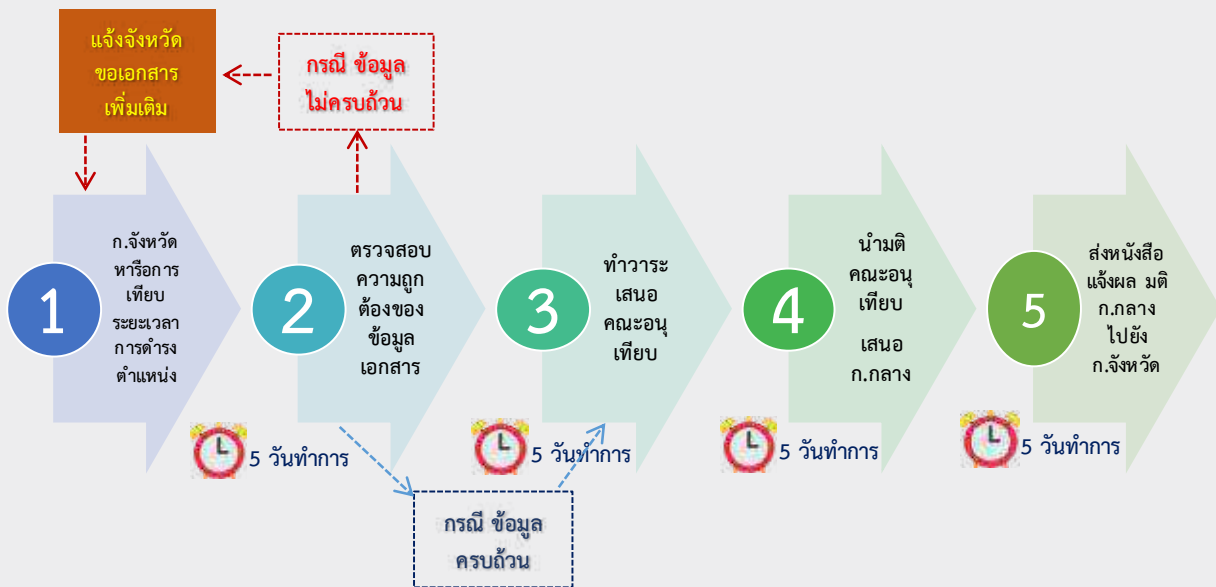 แจ้งจังหวัด
ขอเอกสาร
เพิ่มเติม
กรณี ข้อมูล
ไม่ครบถ้วน
1
ก.จังหวัด
หารือการ
เทียบ
ระยะเวลา
การดำรง
ตำแหน่ง
2
ตรวจสอบ
ความถูก
ต้องของ
ข้อมูล
เอกสาร
3
ทำวาระ
เสนอ
คณะอนุ
เทียบ
4
นำมติ
คณะอนุ
เทียบ
เสนอ
ก.กลาง
5
ส่งหนังสือ
แจ้งผล มติ
ก.กลาง
ไปยัง
ก.จังหวัด
5 วันทำการ
5 วันทำการ
5 วันทำการ
5 วันทำการ
กรณี ข้อมูล
ครบถ้วน